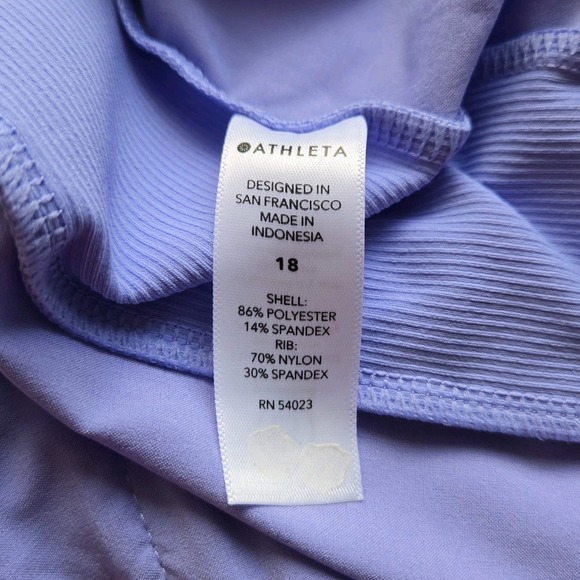 ATHLETA
DESIGNED IN
SAN FRANCISCO
MADE IN
INDONESIA
18
SHELL:
86% POLYESTER
14% SPANDEX
RIB:
70% NYLON
30% SPANDEX
RN 54023